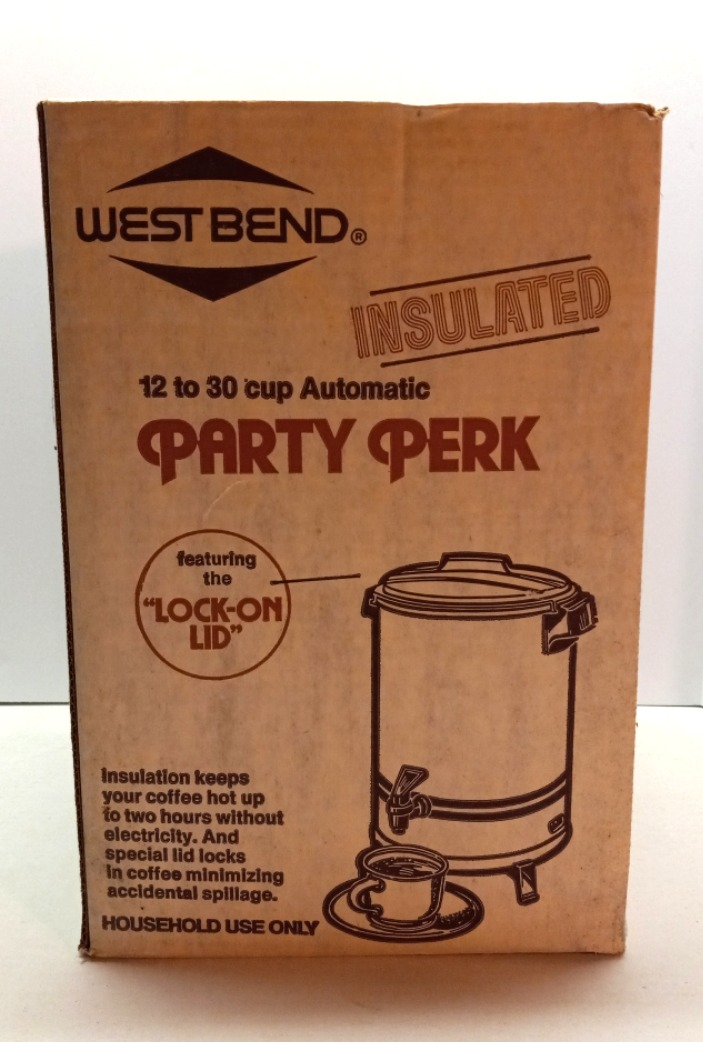 WEST BEND®
INSULATED
12 to 30 cup Automatic
PARTY PERK
featuring
the
"LOCK-ON
LID"
Insulation keeps
your coffee hot up
to two hours without
electricity. And
special lid locks
in coffee minimizing
accidental spillage.
HOUSEHOLD USE ONLY